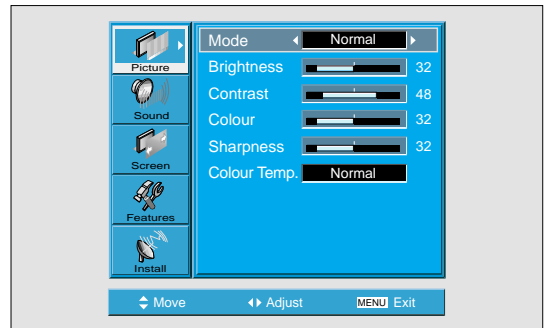 Picture
Sound
Screen
Features
Install
Mode Normal
Brightness 32
Contrast 48
Colour 32
Sharpness 32
Colour Temp. Normal
Move Adjust MENU Exit